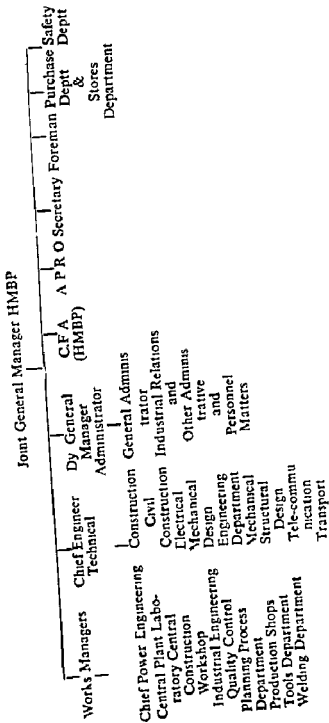 Joint General Manager HMBP
Works Managers
Chief Engineer
Technical
Dy General
Manager
Administrator
C.F A
(HMBP)
A P R O
Secretary
Foreman
Purchase
Deptt
&
Stores
Department
Safety
Deptt
Chief Power Engineering
Central Plant Labo-
ratory Central
Construction
Workshop
Industrial Engineering
Quality Control
Planning Process
Department
Production Shops
Tools Department
Welding Department
Construction
Civil
Construction
Electrical
Mechanical
Design
Engineering
Department
Mechanical
Structural
Design
Tele-commu
nication
Transport
General Adminis
trator
Industrial Relations
and
Other Adminis
trative
and
Personnel
Matters